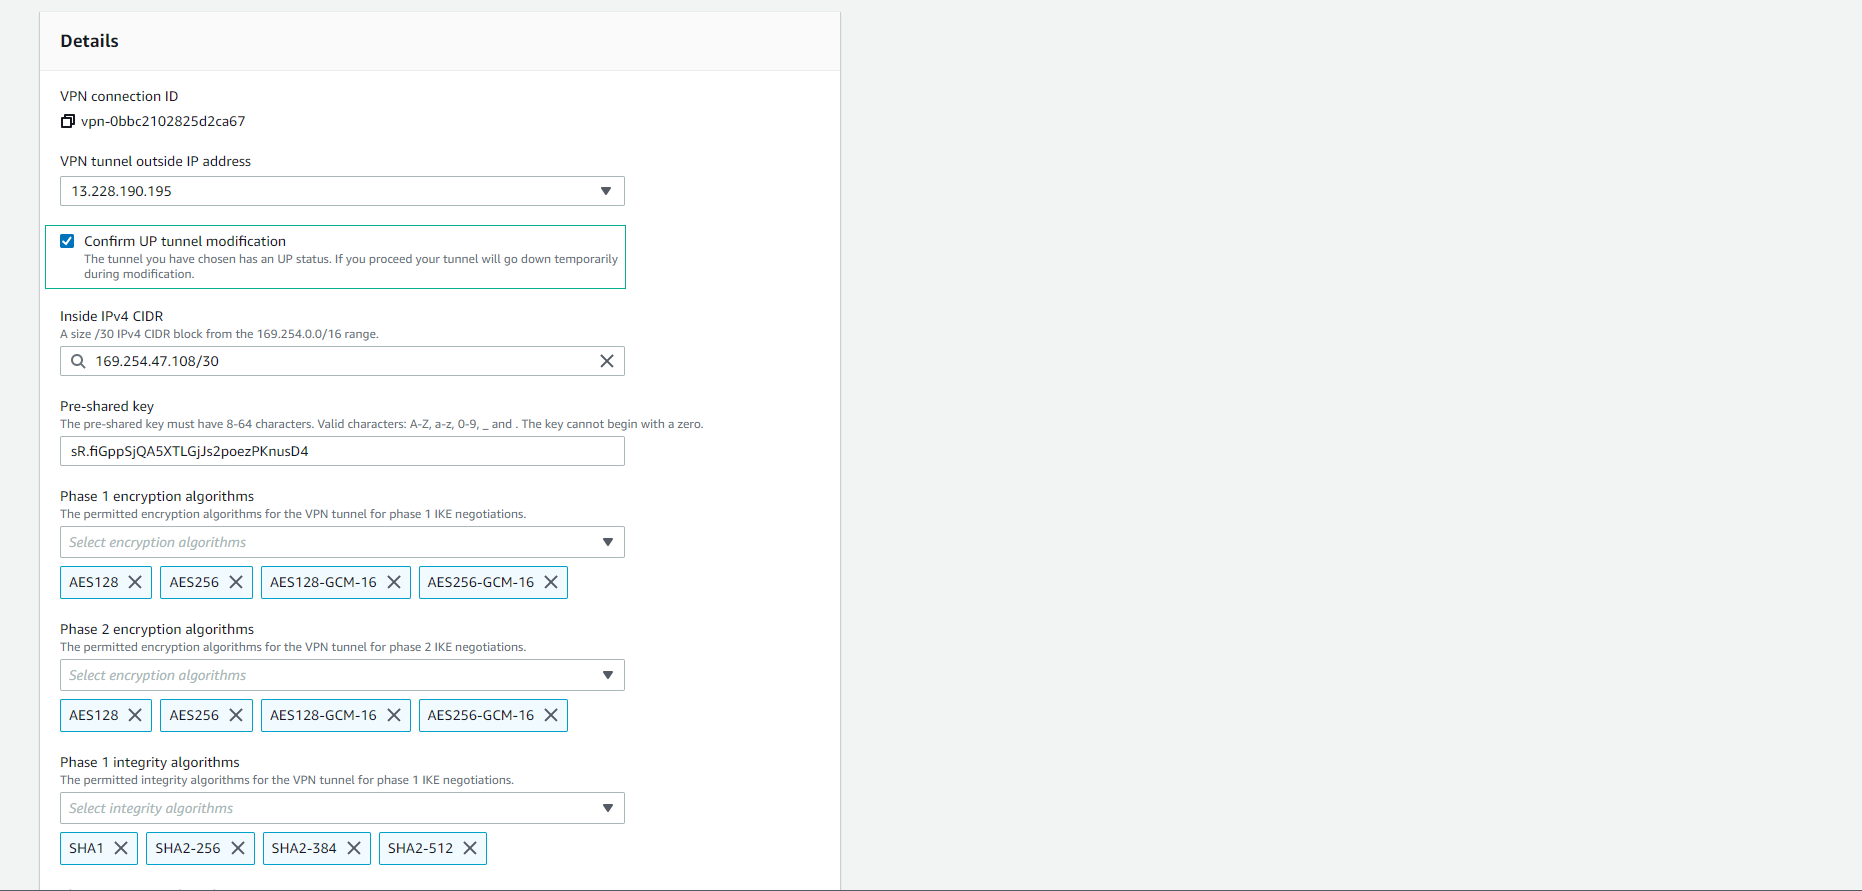 Details
VPN connection ID
vpn-0bbc2102825d2ca67
VPN tunnel outside IP address
13.228.190.195
Confirm UP tunnel modification
The tunnel you have chosen has an UP status. If you proceed your tunnel will go down temporarily
during modification.
Inside IPv4 CIDR
A size /30 IPv4 CIDR block from the 169.254.0.0/16 range.
169.254.47.108/30
Pre-shared key
The pre-shared key must have 8-64 characters. Valid characters: A-Z, a-z, 0-9, _ and . The key cannot begin with a zero.
sR.fiGppSjQA5XTLGjJs2poezPKnusD4
Phase 1 encryption algorithms
The permitted encryption algorithms for the VPN tunnel for phase 1 IKE negotiations.
Select encryption algorithms
AES128 AES256 AES128-GCM-16 AES256-GCM-16
Phase 2 encryption algorithms
The permitted encryption algorithms for the VPN tunnel for phase 2 IKE negotiations.
Select encryption algorithms
AES128 AES256 AES128-GCM-16 AES256-GCM-16
Phase 1 integrity algorithms
The permitted integrity algorithms for the VPN tunnel for phase 1 IKE negotiations.
Select integrity algorithms
SHA1 SHA2-256 SHA2-384 SHA2-512